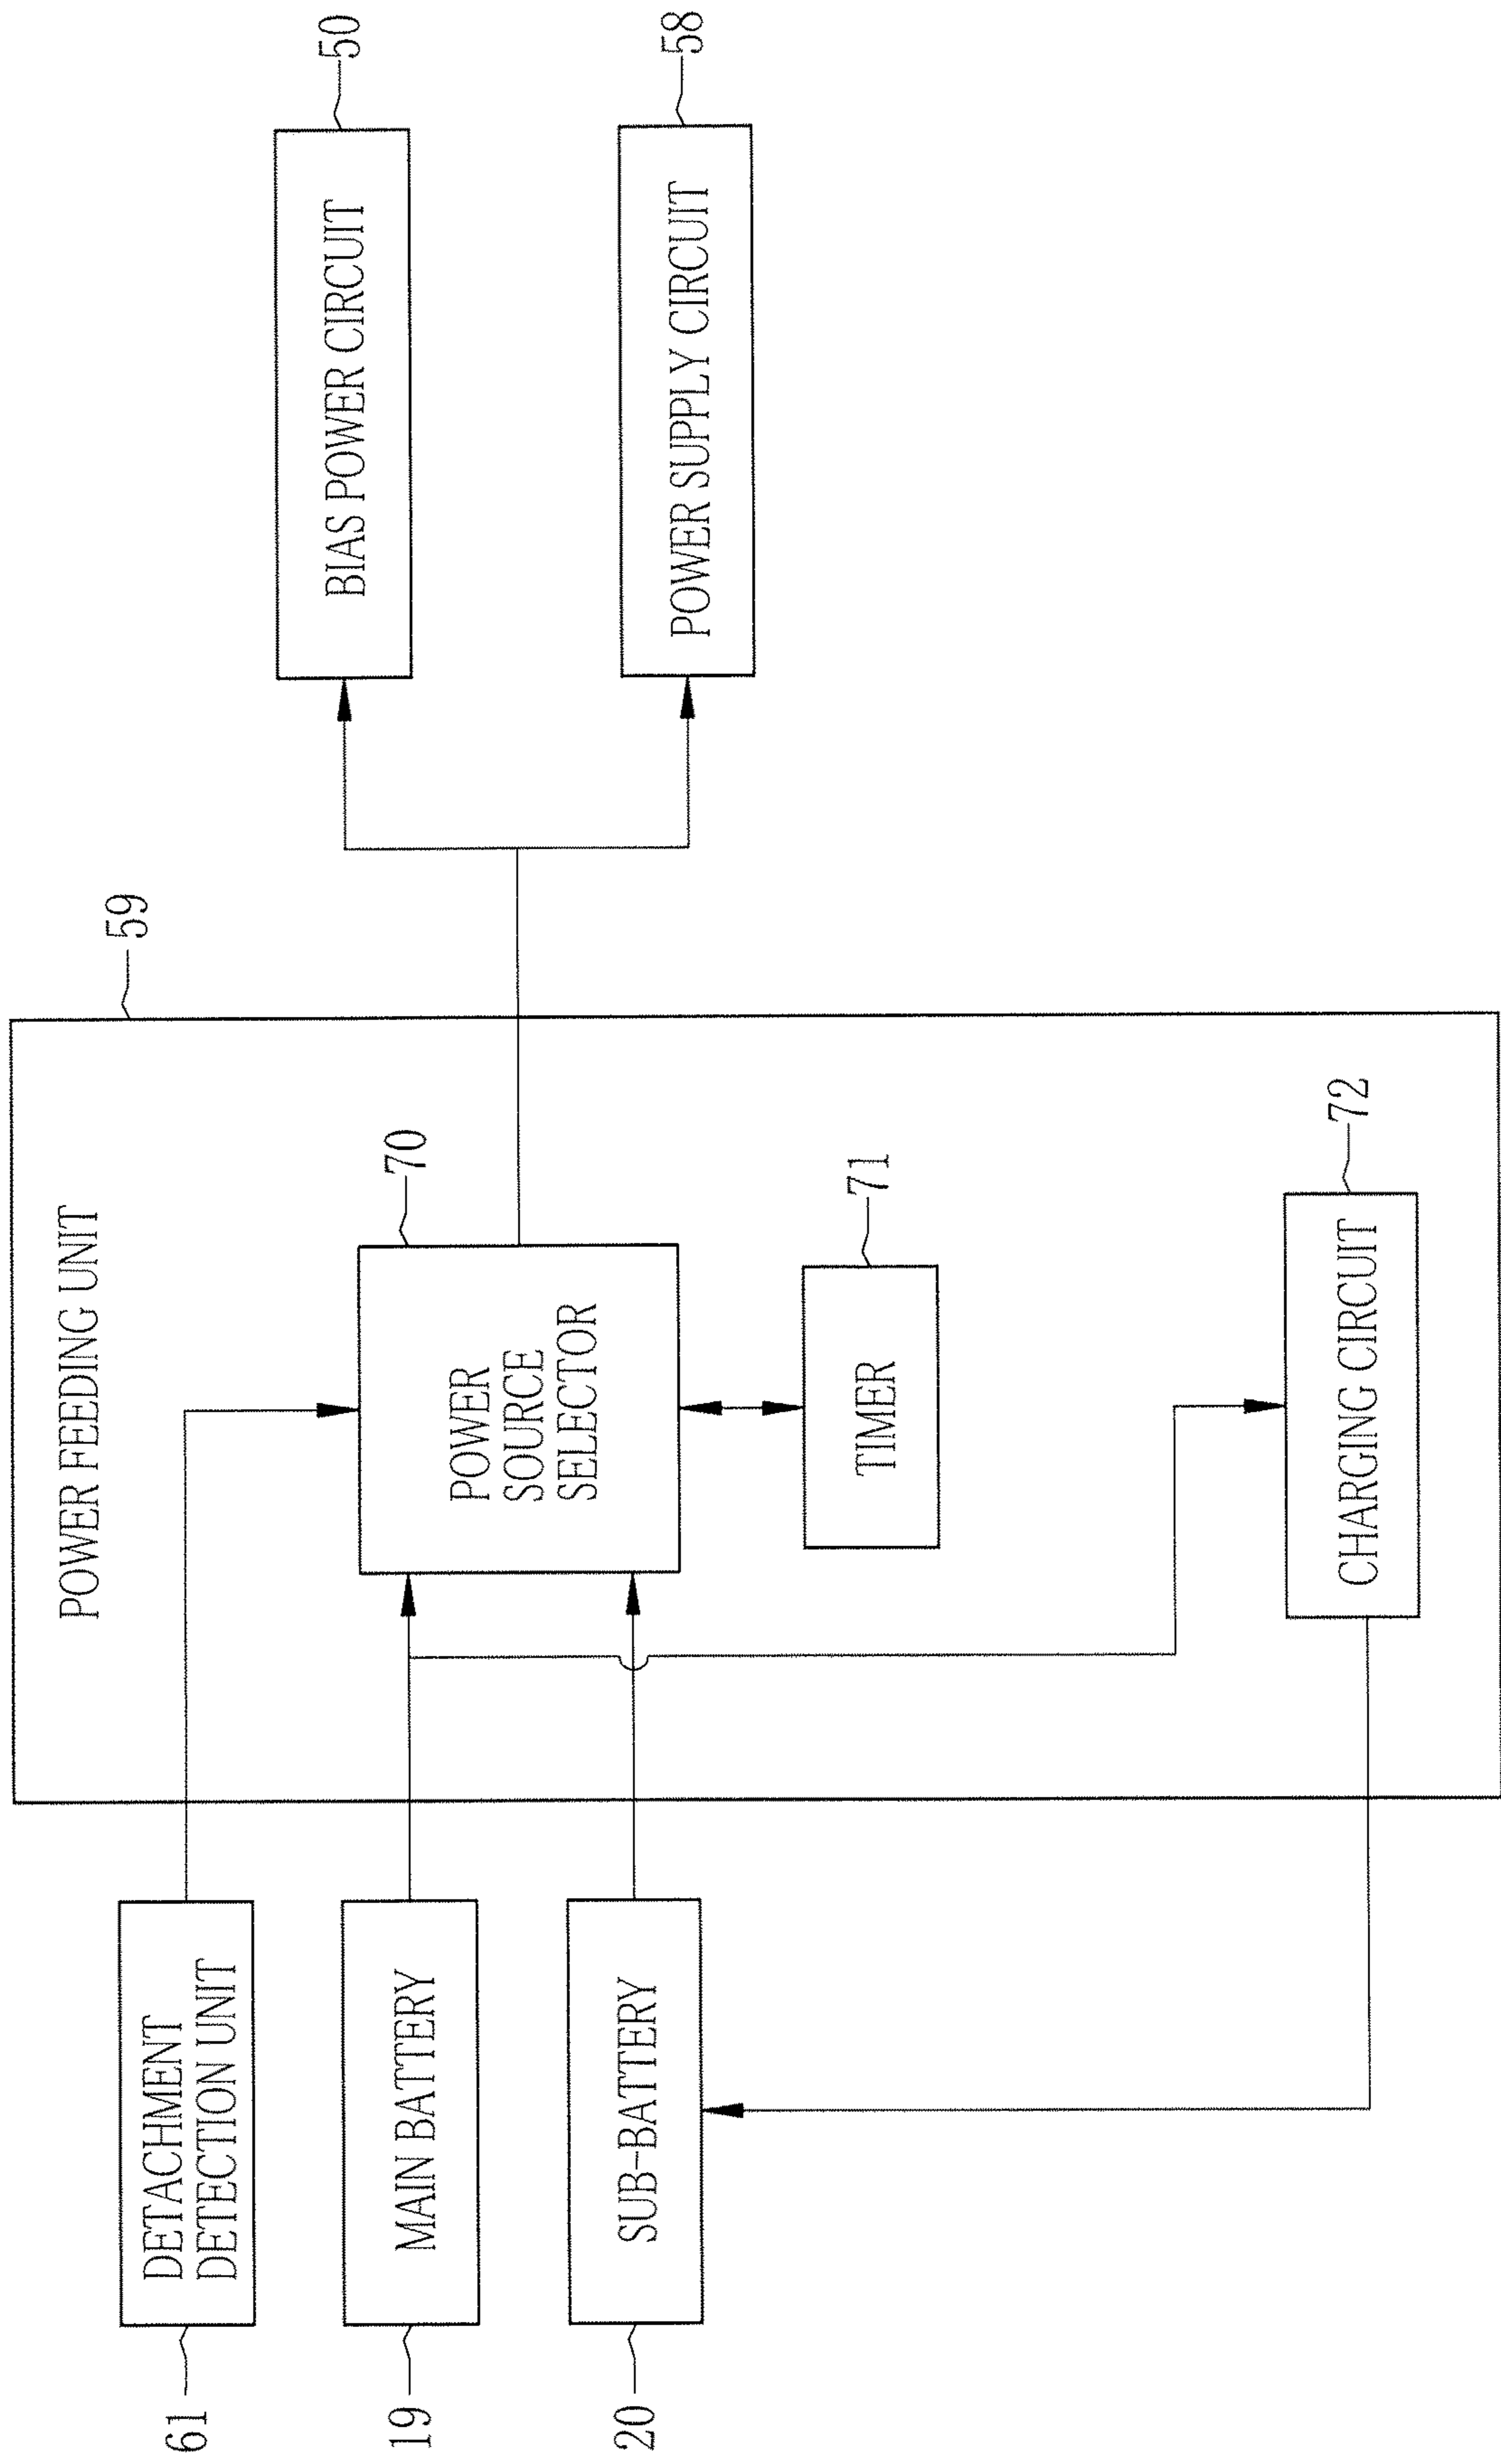 59
POWER FEEDING UNIT
61
DETACHMENT
DETECTION UNIT
70
POWER
SOURCE
SELECTOR
50
BIAS POWER CIRCUIT
19
MAIN BATTERY
20
SUB-BATTERY
58
POWER SUPPLY CIRCUIT
71
TIMER
72
CHARGING CIRCUIT